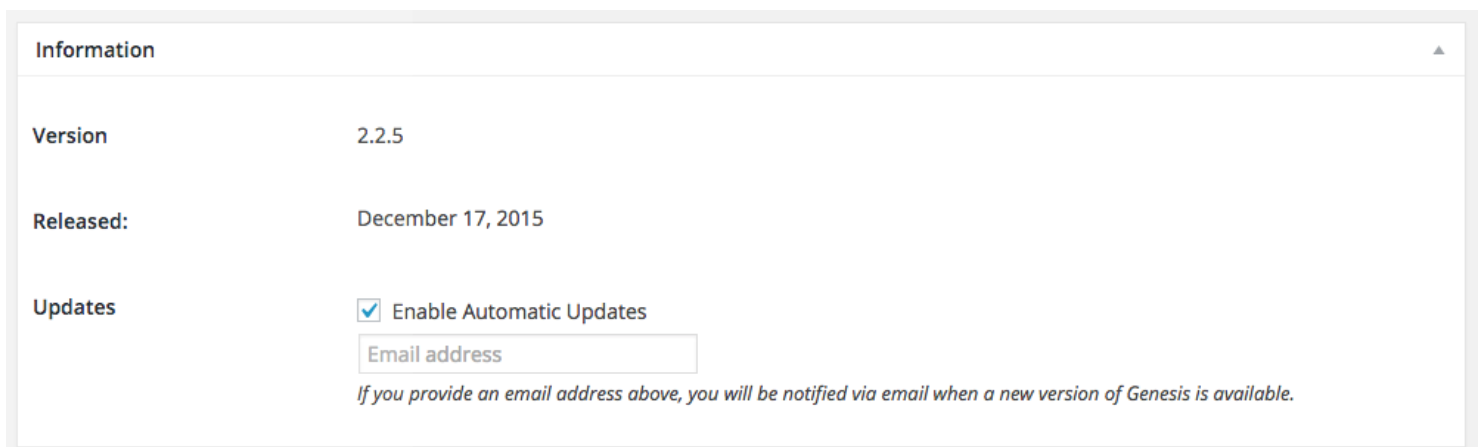 Information
Version 2.2.5
Released: December 17, 2015
Updates Enable Automatic Updates
Email address
If you provide an email address above, you will be notified via email when a new version of Genesis is available.